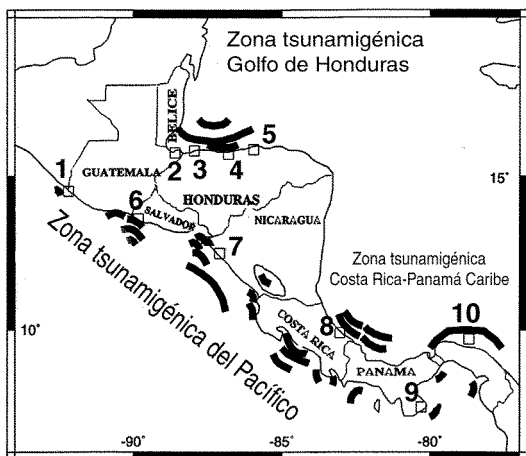 Zona tsunamigénica
Golfo de Honduras
BELICE
1
2
3
4
5
GUATEMALA
15°
HONDURAS
6
SALVADOR
NICARAGUA
7
Zona tsunamigénica del Pacífico
Zona tsunamigénica
Costa Rica-Panamá Caribe
10°
8
COSTA RICA
10
PANAMA
9
-90°
-85°
-80°